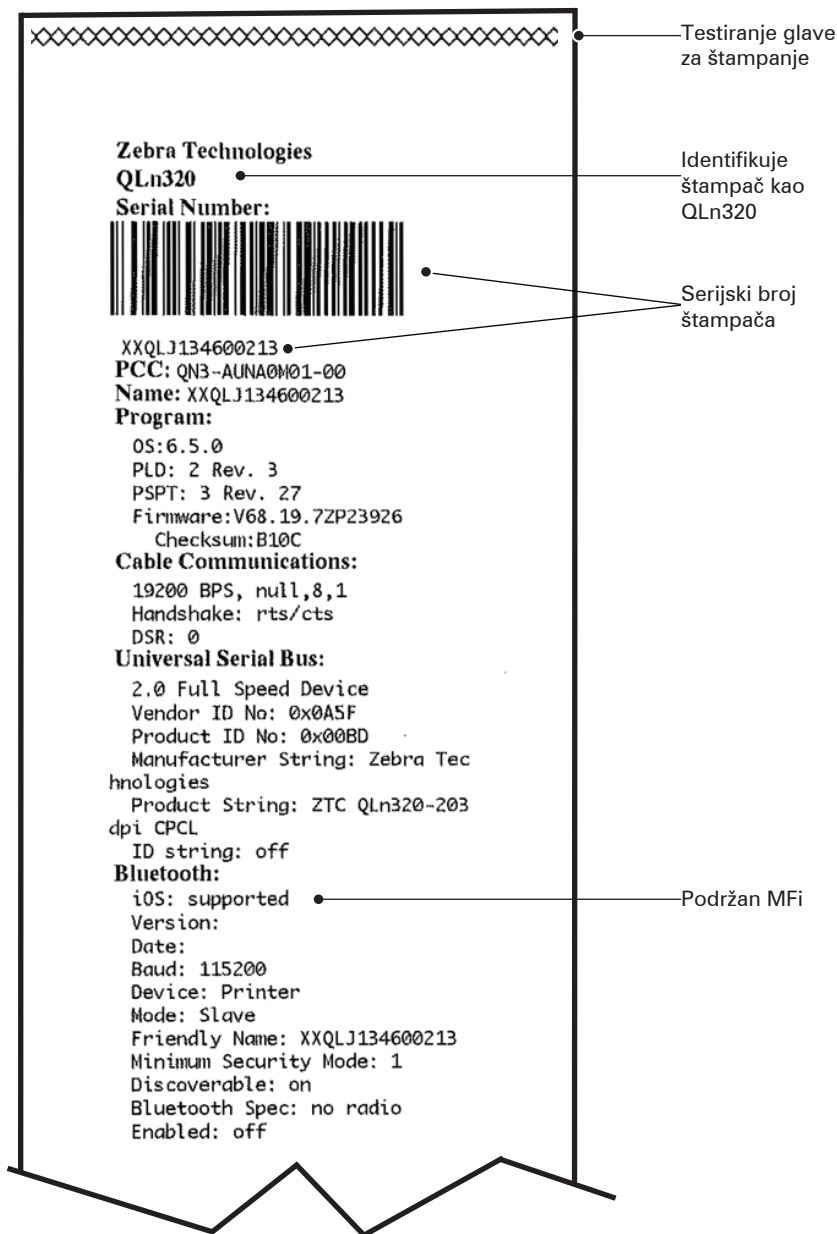 Testiranje glave
za štampanje
Zebra Technologies
QLn320
Identifikuje
štampač kao
QLn320
Serial Number:
Serijski broj
štampača
XXQLJ134600213
PCC: QN3-AUNA0M01-00
Name: XXQLJ134600213
Program:
OS:6.5.0
PLD: 2 Rev. 3
PSPT: 3 Rev. 27
Firmware:V68.19.7ZP23926
Checksum:B10C
Cable Communications:
19200 BPS, null,8,1
Handshake: rts/cts
DSR: 0
Universal Serial Bus:
2.0 Full Speed Device
Vendor ID No: 0x0A5F
Product ID No: 0x00BD
Manufacturer String: Zebra Tec
hnologies
Product String: ZTC QLn320-203
dpi CPCL
ID string: off
Bluetooth:
iOS: supported
Podržan MFi
Version:
Date:
Baud: 115200
Device: Printer
Mode: Slave
Friendly Name: XXQLJ134600213
Minimum Security Mode: 1
Discoverable: on
Bluetooth Spec: no radio
Enabled: off